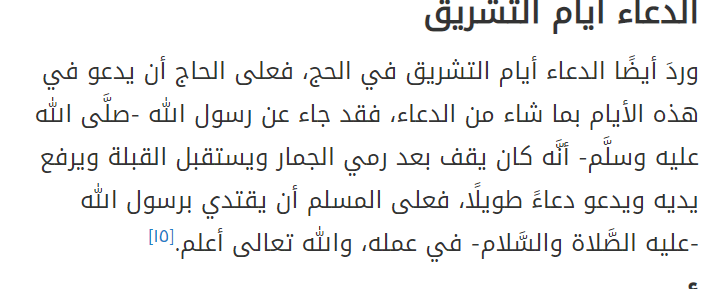 الدعاء أيام التشريق
وردَ أيضًا الدعاء أيام التشريق في الحج، فعلى الحاج أن يدعو في
هذه الأيام بما شاء من الدعاء، فقد جاء عن رسول الله -صلَّى الله
عليه وسلَّم- أنَّه كان يقف بعد رمي الجمار ويستقبل القبلة ويرفع
يديه ويدعو دعاءً طويلًا، فعلى المسلم أن يقتدي برسول الله
-عليه الصَّلاة والسَّلام- في عمله، والله تعالى أعلم.[١٥]